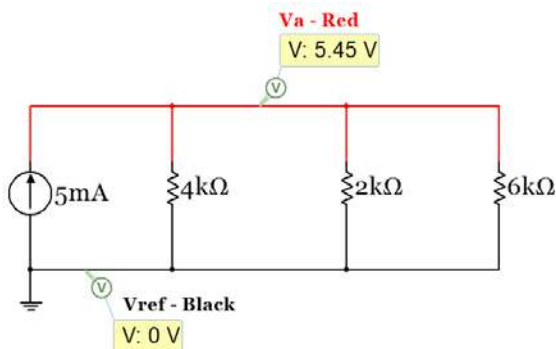 Va - Red
V: 5.45 V
V
5mA
4kΩ
2kΩ
6kΩ
V
Vref - Black
V: 0 V